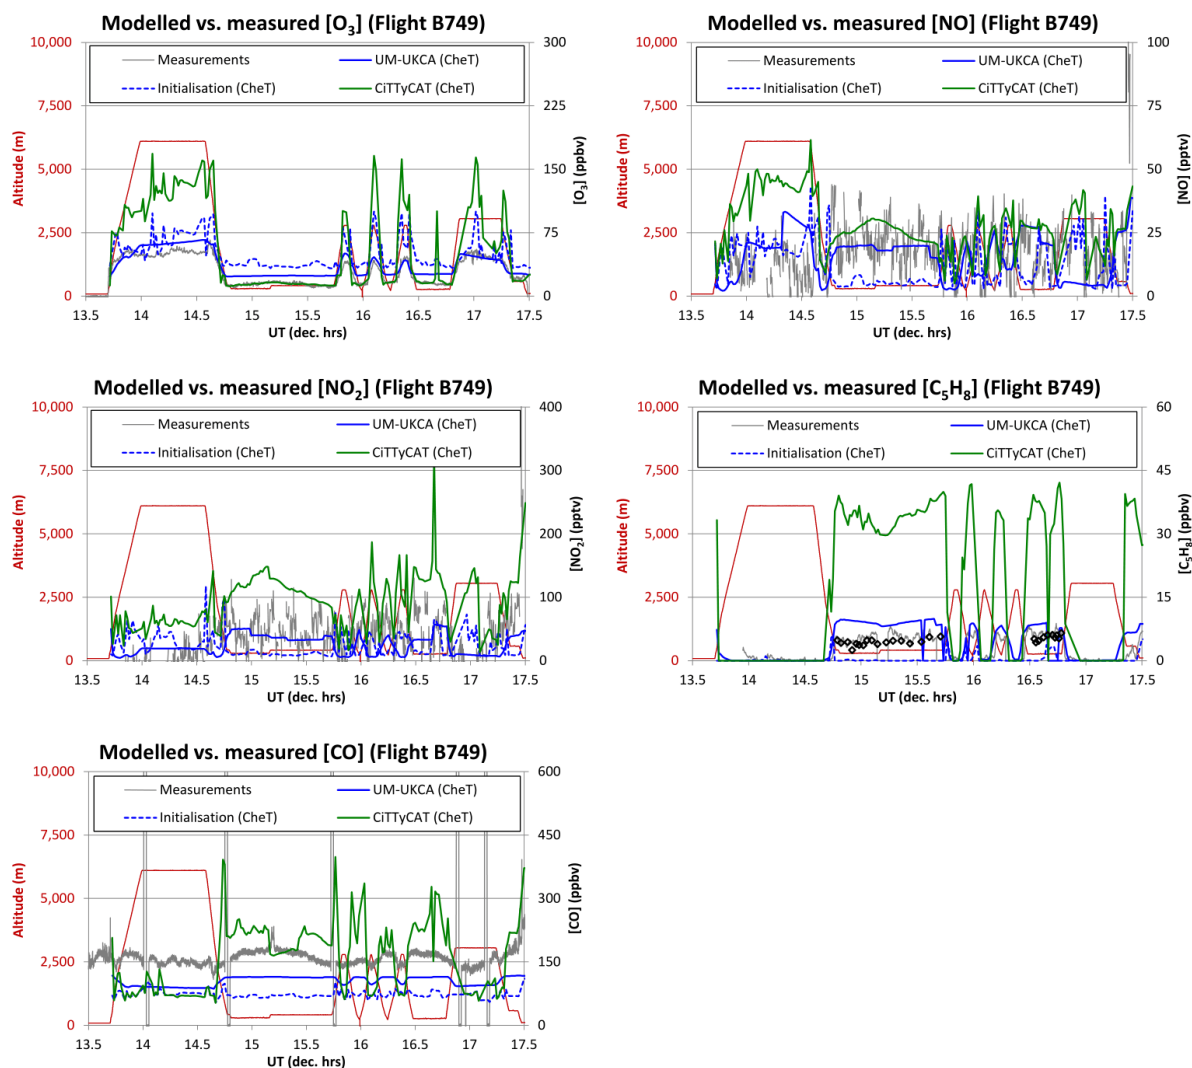 Modelled vs. measured [O3] (Flight B749)
10,000
7,500
5,000
2,500
0
Altitude (m)
Measurements
UM-UKCA (CheT)
Initialisation (CheT)
CiTTyCAT (CheT)
300
225
150
75
0
[O3] (ppbv)
13.5 14 14.5 15 15.5 16 16.5 17 17.5
UT (dec. hrs)
Modelled vs. measured [NO] (Flight B749)
10,000
7,500
5,000
2,500
0
Altitude (m)
Measurements
UM-UKCA (CheT)
Initialisation (CheT)
CiTTyCAT (CheT)
100
75
50
25
0
[NO] (pptv)
13.5 14 14.5 15 15.5 16 16.5 17 17.5
UT (dec. hrs)
Modelled vs. measured [NO2] (Flight B749)
10,000
7,500
5,000
2,500
0
Altitude (m)
Measurements
UM-UKCA (CheT)
Initialisation (CheT)
CiTTyCAT (CheT)
400
300
200
100
0
[NO2] (pptv)
13.5 14 14.5 15 15.5 16 16.5 17 17.5
UT (dec. hrs)
Modelled vs. measured [C5H8] (Flight B749)
10,000
7,500
5,000
2,500
0
Altitude (m)
Measurements
UM-UKCA (CheT)
Initialisation (CheT)
CiTTyCAT (CheT)
60
45
30
15
0
[C5H8] (ppbv)
13.5 14 14.5 15 15.5 16 16.5 17 17.5
UT (dec. hrs)
Modelled vs. measured [CO] (Flight B749)
10,000
7,500
5,000
2,500
0
Altitude (m)
Measurements
UM-UKCA (CheT)
Initialisation (CheT)
CiTTyCAT (CheT)
600
450
300
150
0
[CO] (ppbv)
13.5 14 14.5 15 15.5 16 16.5 17 17.5
UT (dec. hrs)